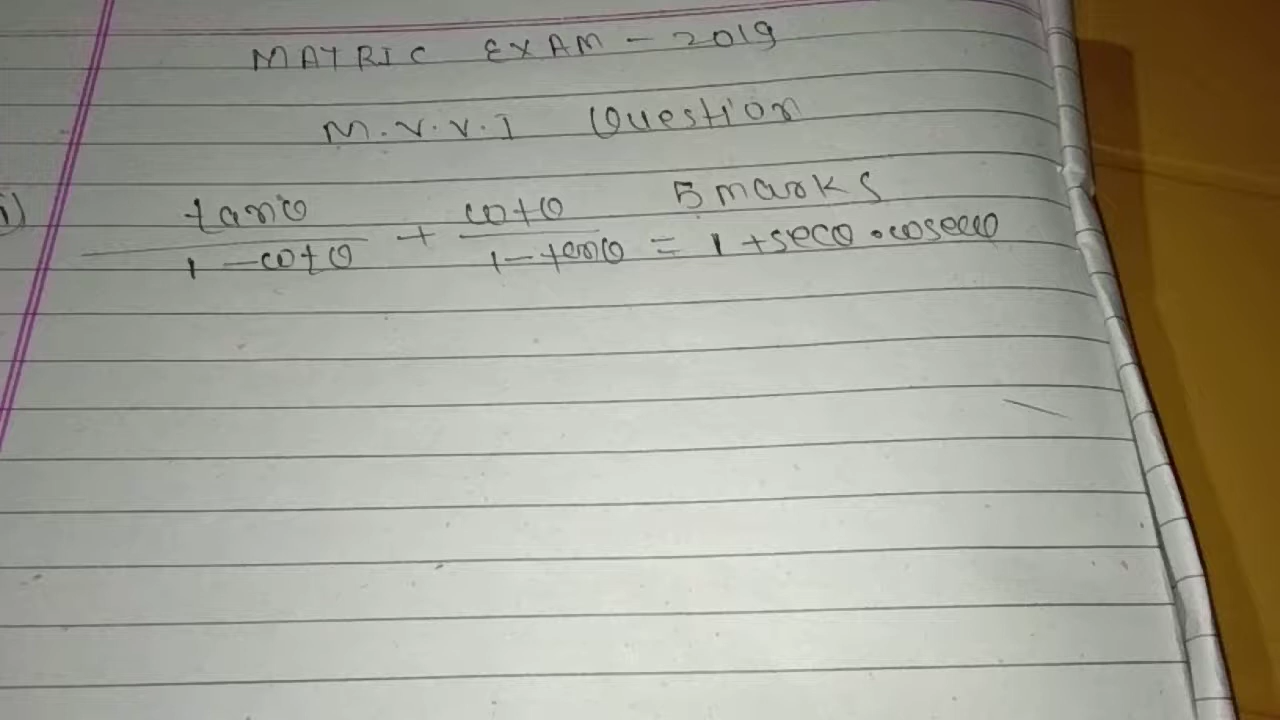 MATRIC EXAM - 2019
M.V.V.I Question
i) tanθ / 1 - cotθ + cotθ / 1 - tanθ = 1 + secθ . cosecθ
5 marks